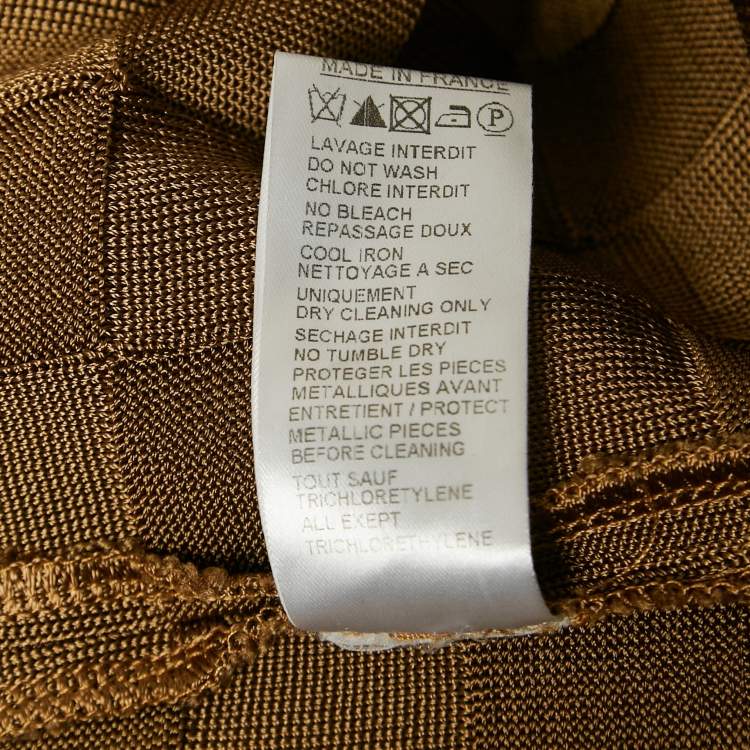 MADE IN FRANCE
P
LAVAGE INTERDIT
DO NOT WASH
CHLORE INTERDIT
NO BLEACH
REPASSAGE DOUX
COOL IRON
NETTOYAGE A SEC
UNIQUEMENT
DRY CLEANING ONLY
SECHAGE INTERDIT
NO TUMBLE DRY
PROTEGER LES PIECES
METALLIQUES AVANT
ENTRETIENT / PROTECT
METALLIC PIECES
BEFORE CLEANING
TOUT SAUF
TRICHLORETYLENE
ALL EXEPT
TRICHLORETHYLENE